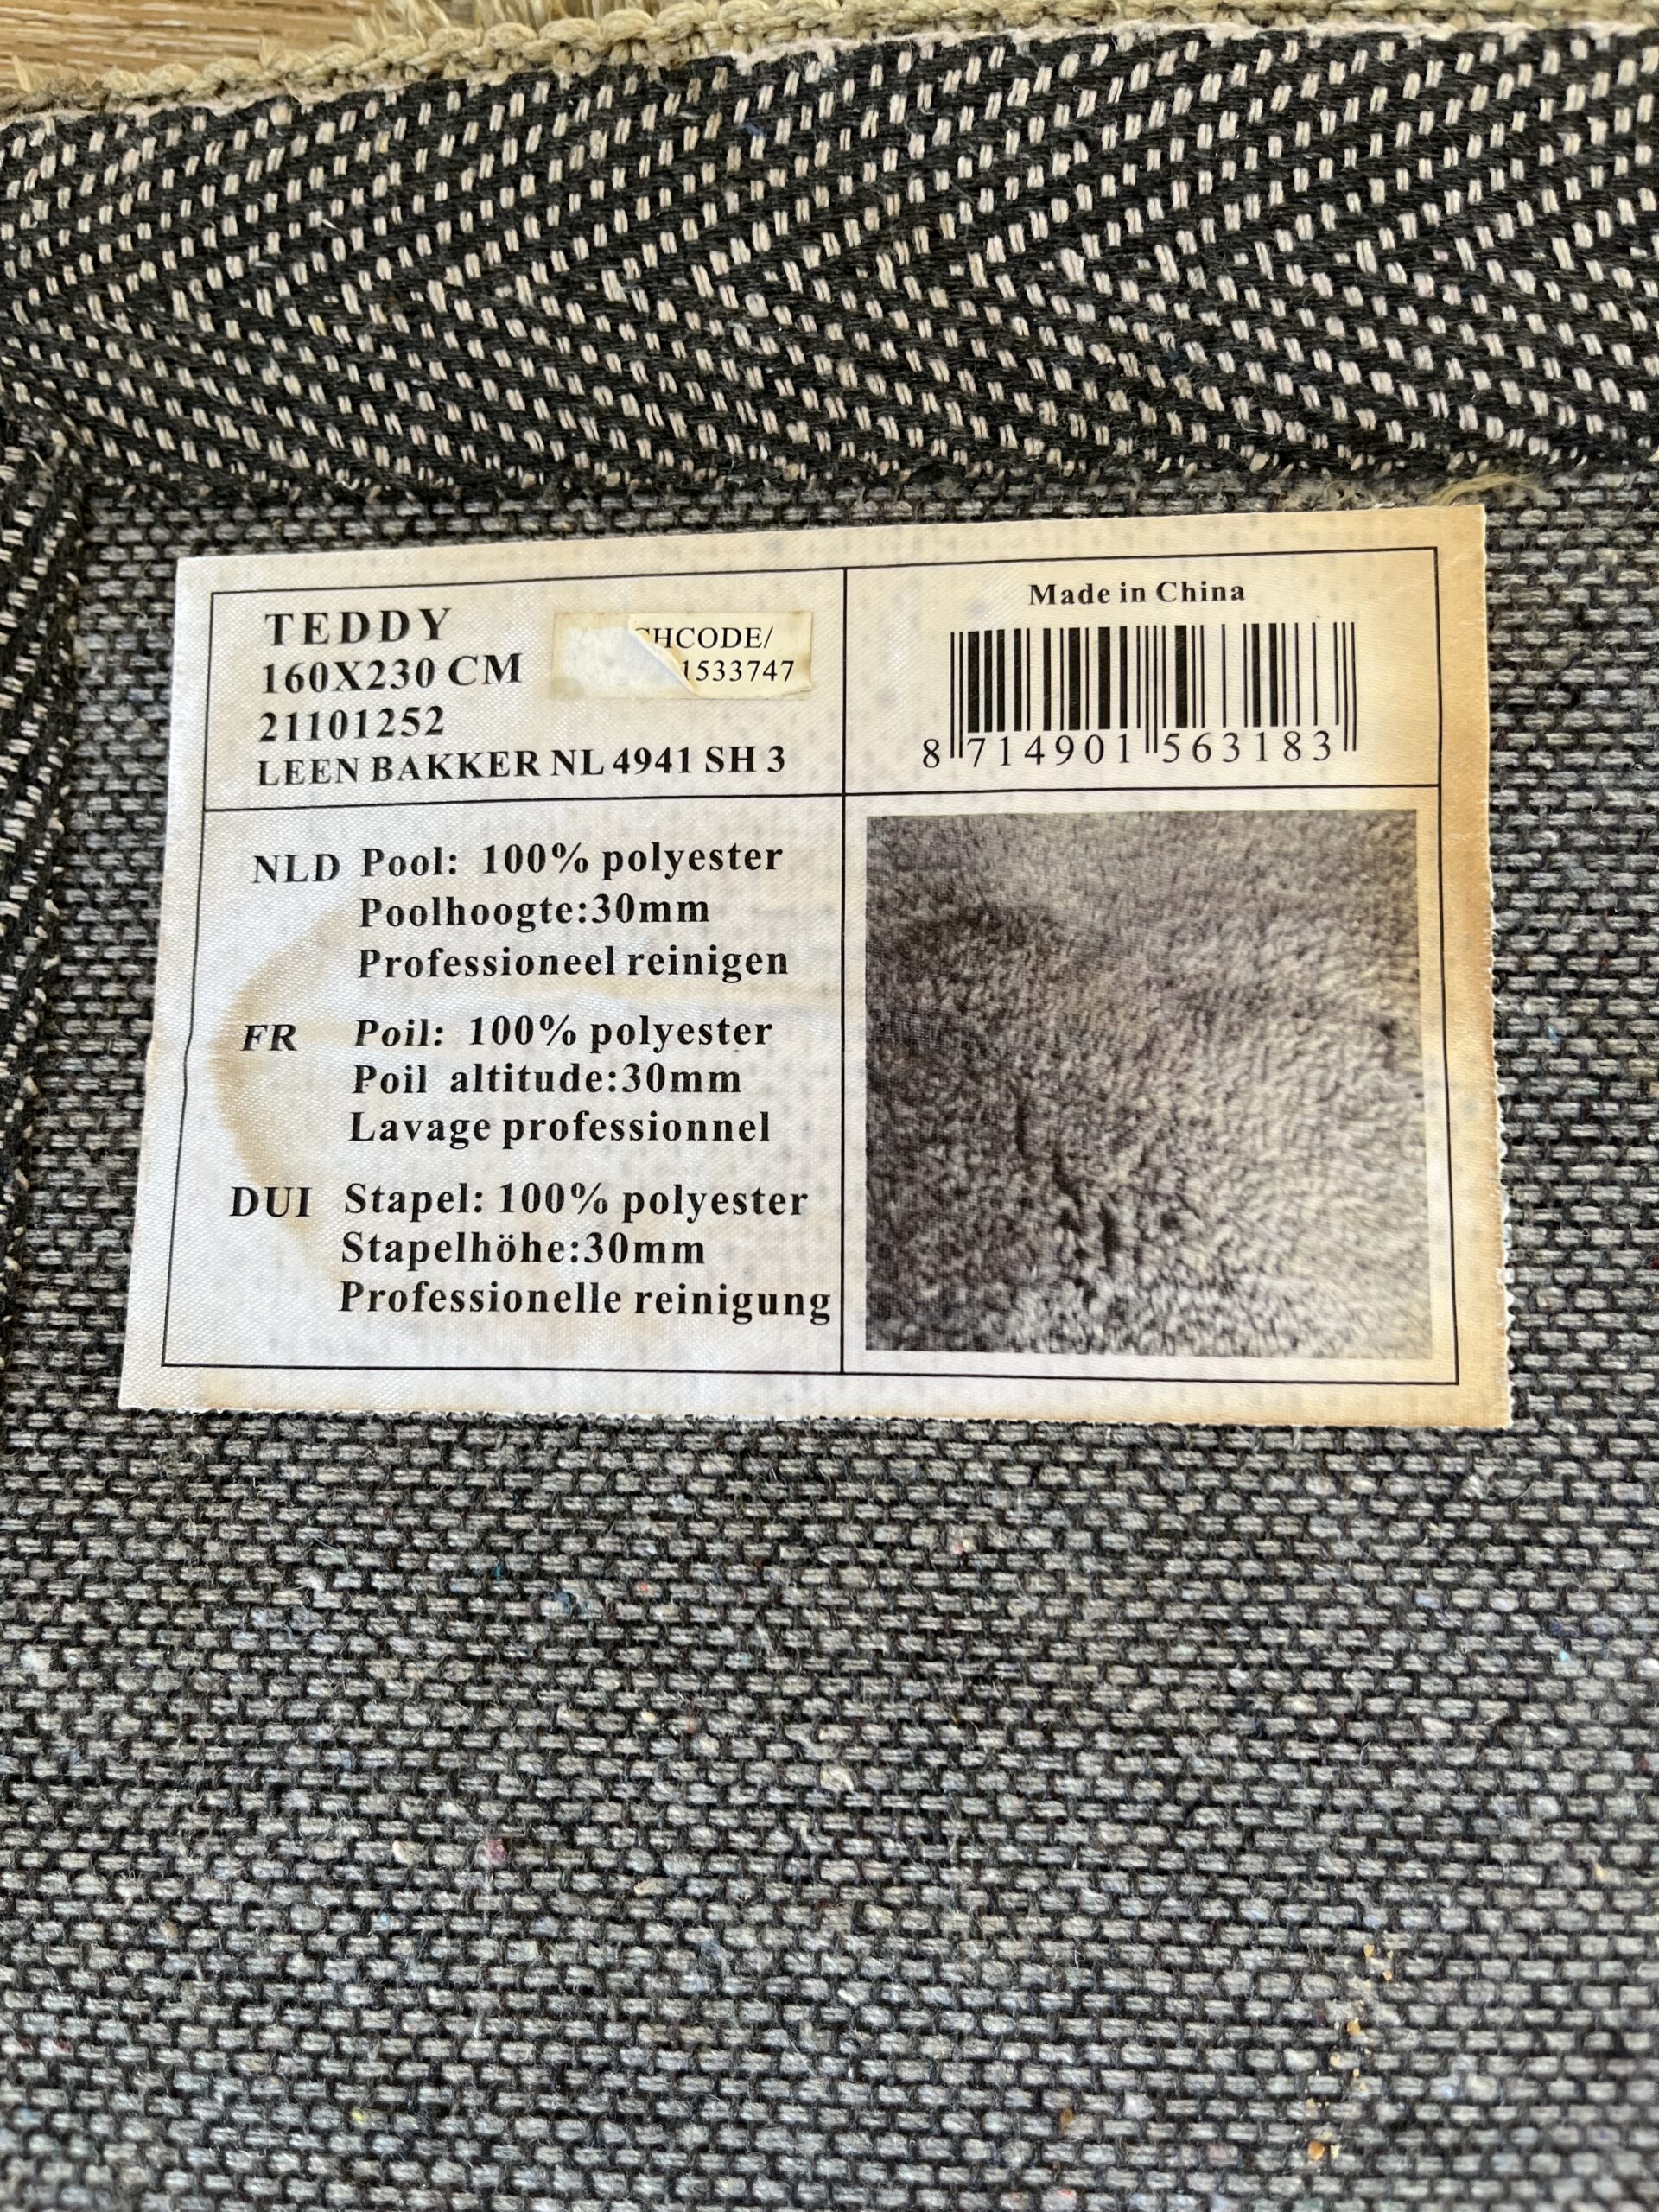 TEDDY
160X230 CM
21101252
LEEN BAKKER NL 4941 SH 3
CHCODE/
1533747
Made in China
8 714901 563183
NLD Pool: 100% polyester
Poolhoogte:30mm
Professioneel reinigen
FR Poil: 100% polyester
Poil altitude:30mm
Lavage professionnel
DUI Stapel: 100% polyester
Stapelhöhe:30mm
Professionelle reinigung